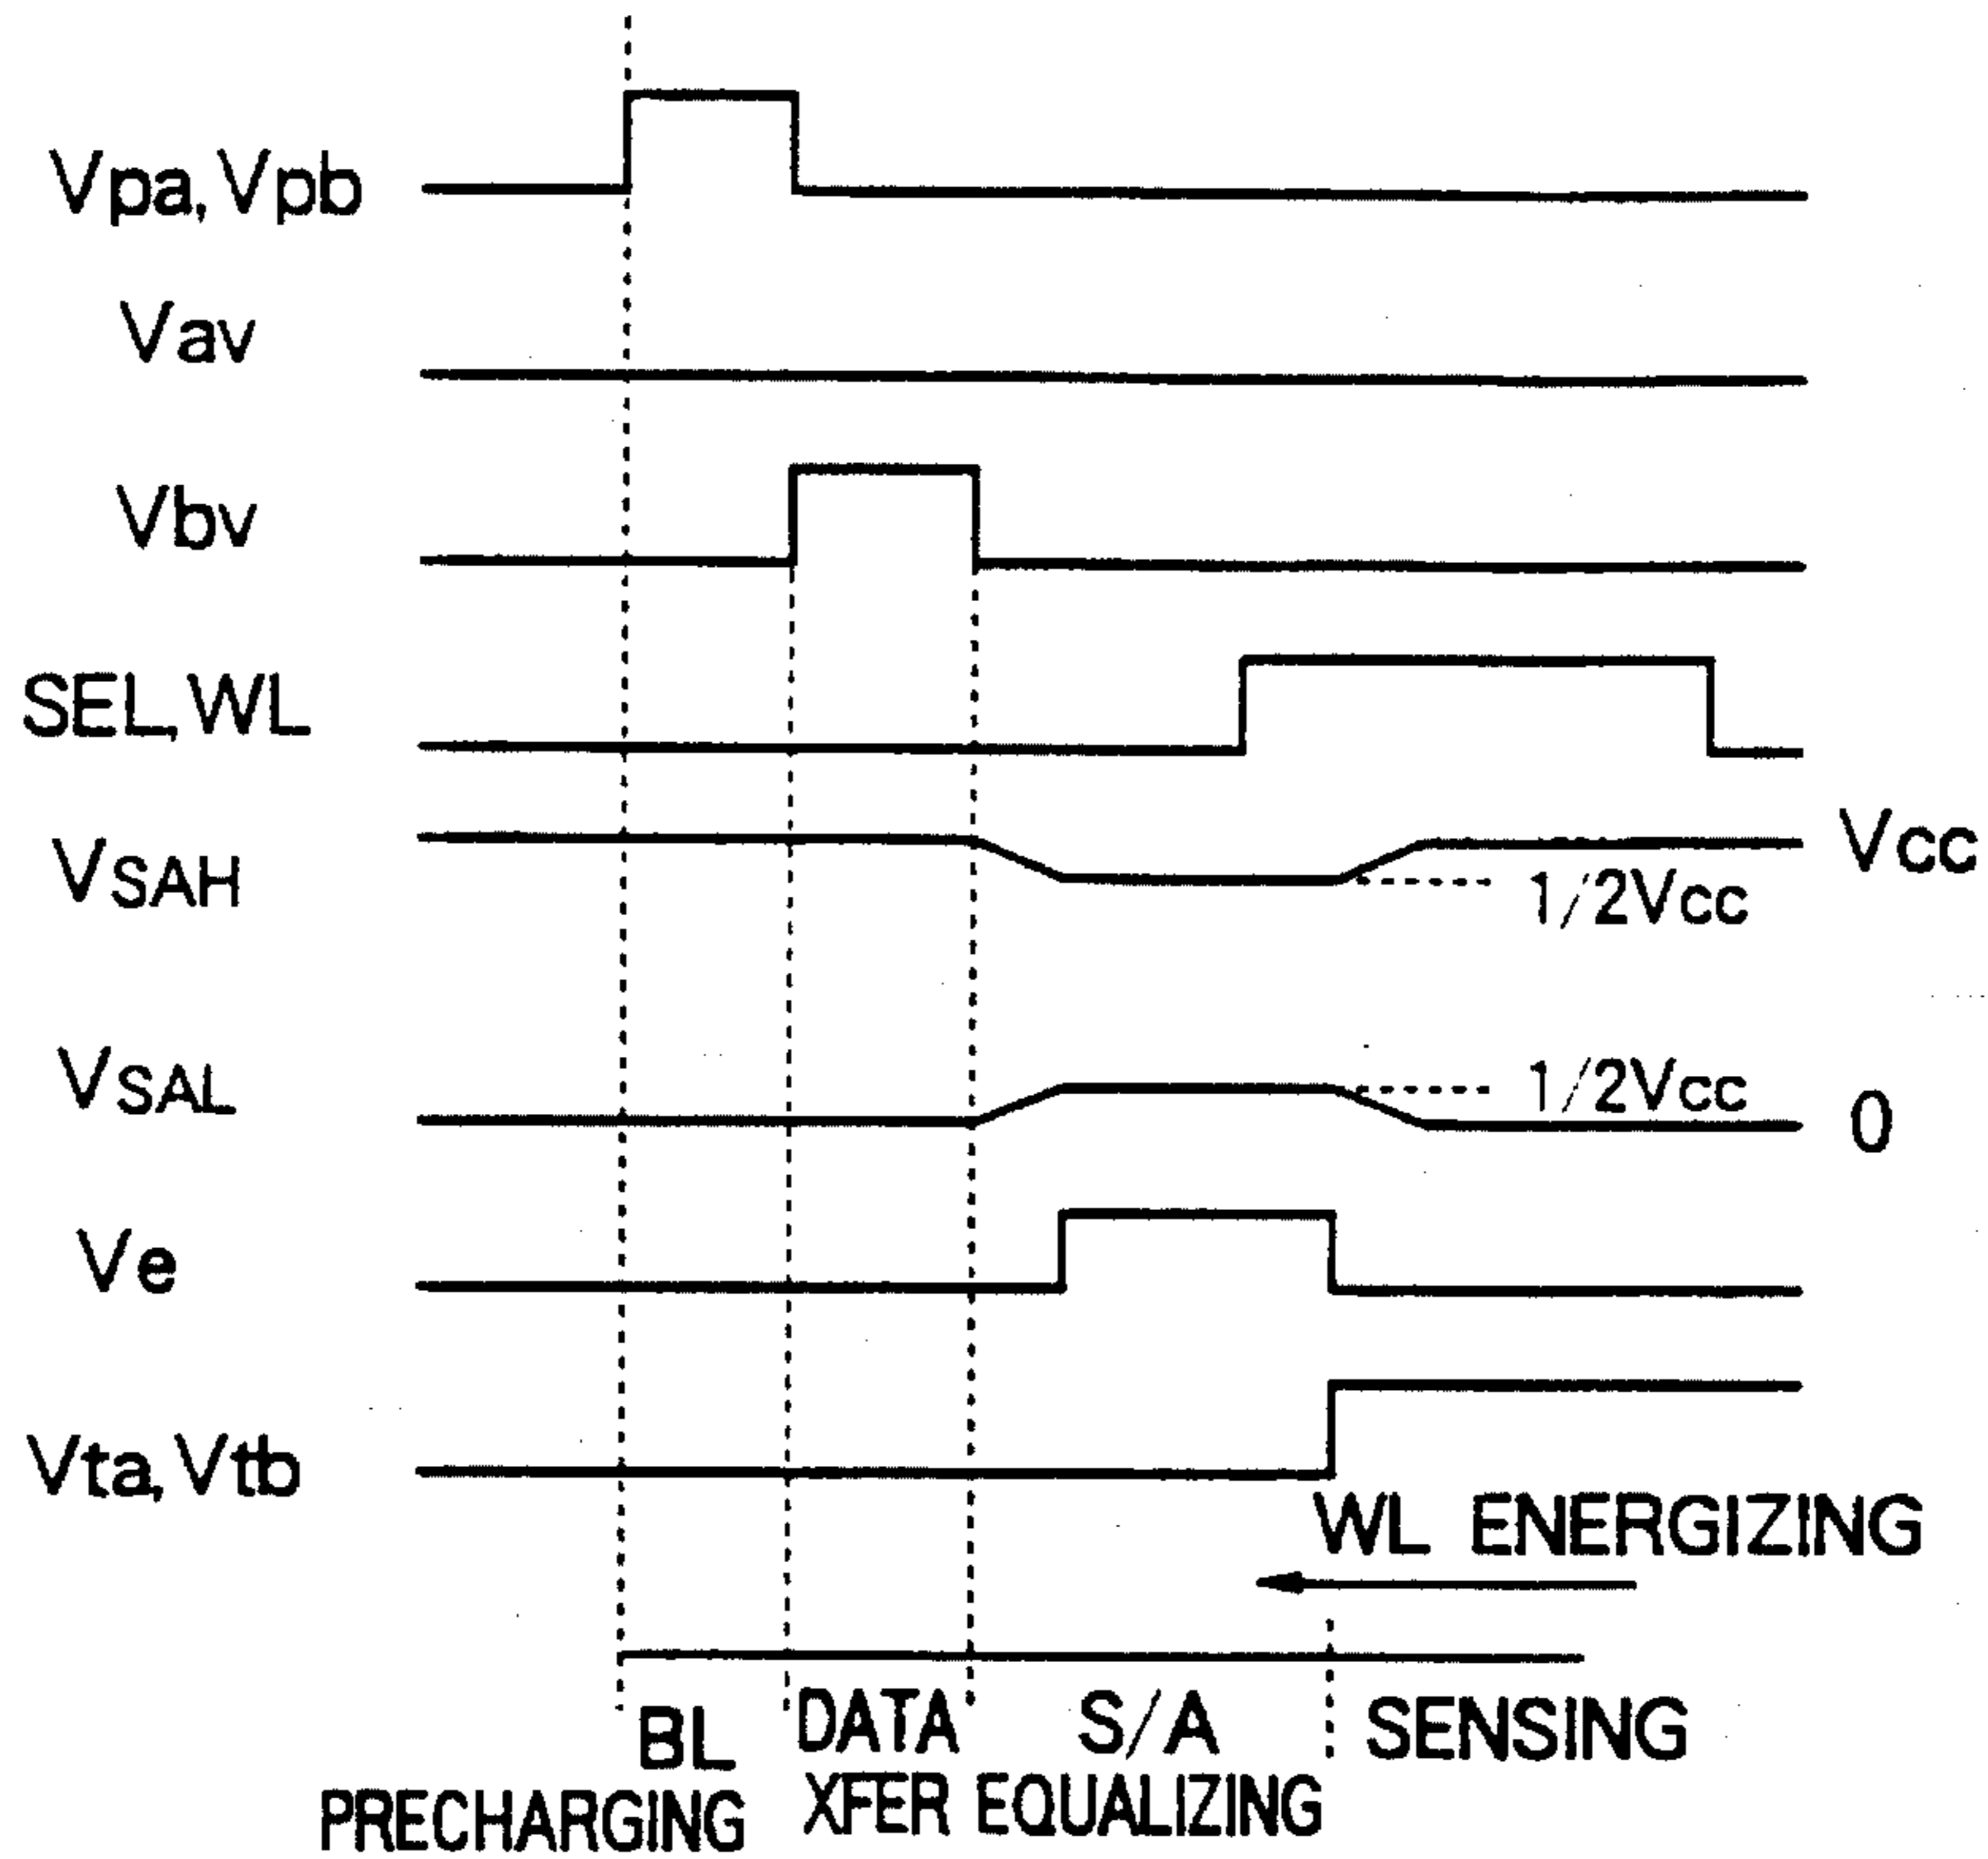 Vpa, Vpb
Vav
Vbv
SEL, WL
VSAH
Vcc
1/2Vcc
VSAL
1/2Vcc
0
Ve
Vta, Vtb
WL ENERGIZING
BL PRECHARGING
DATA XFER
S/A EQUALIZING
SENSING